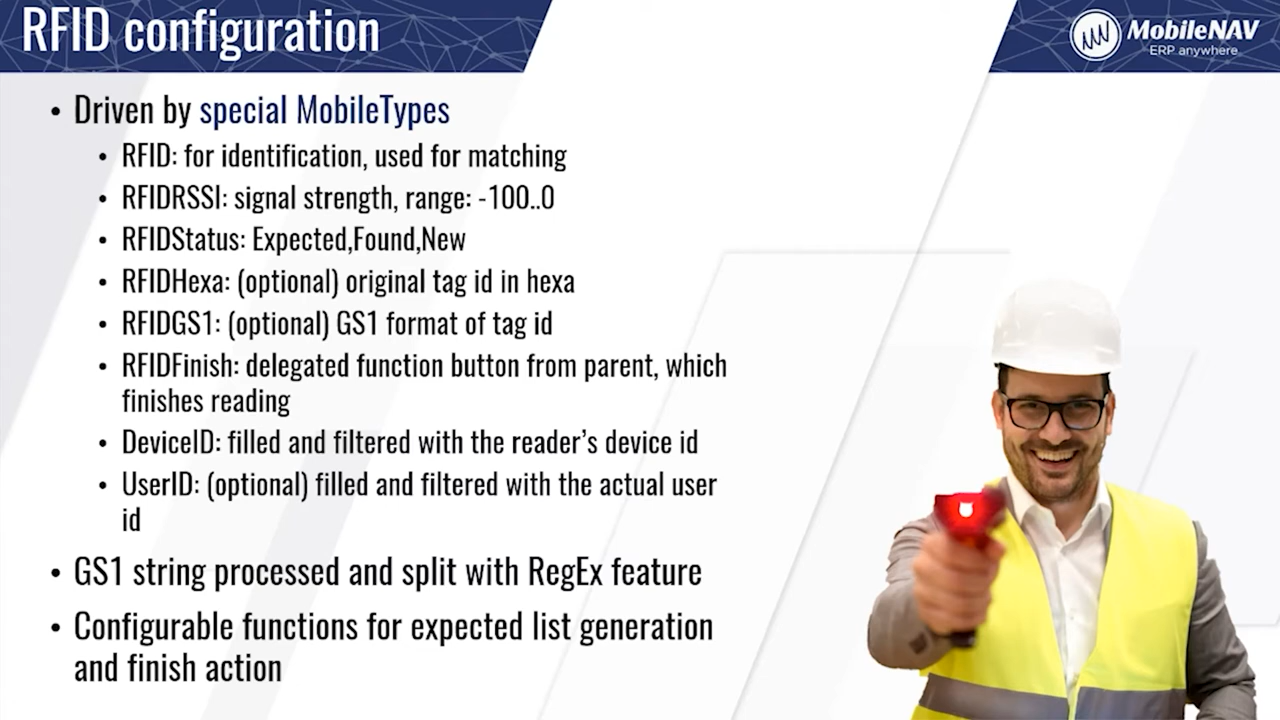 RFID configuration
MobileNAV
ERP anywhere
• Driven by special MobileTypes
• RFID: for identification, used for matching
• RFIDRSSI: signal strength, range: -100..0
• RFIDStatus: Expected,Found,New
• RFIDHexa: (optional) original tag id in hexa
• RFIDGS1: (optional) GS1 format of tag id
• RFIDFinish: delegated function button from parent, which
finishes reading
• DeviceID: filled and filtered with the reader's device id
• UserID: (optional) filled and filtered with the actual user
id
• GS1 string processed and split with RegEx feature
• Configurable functions for expected list generation
and finish action